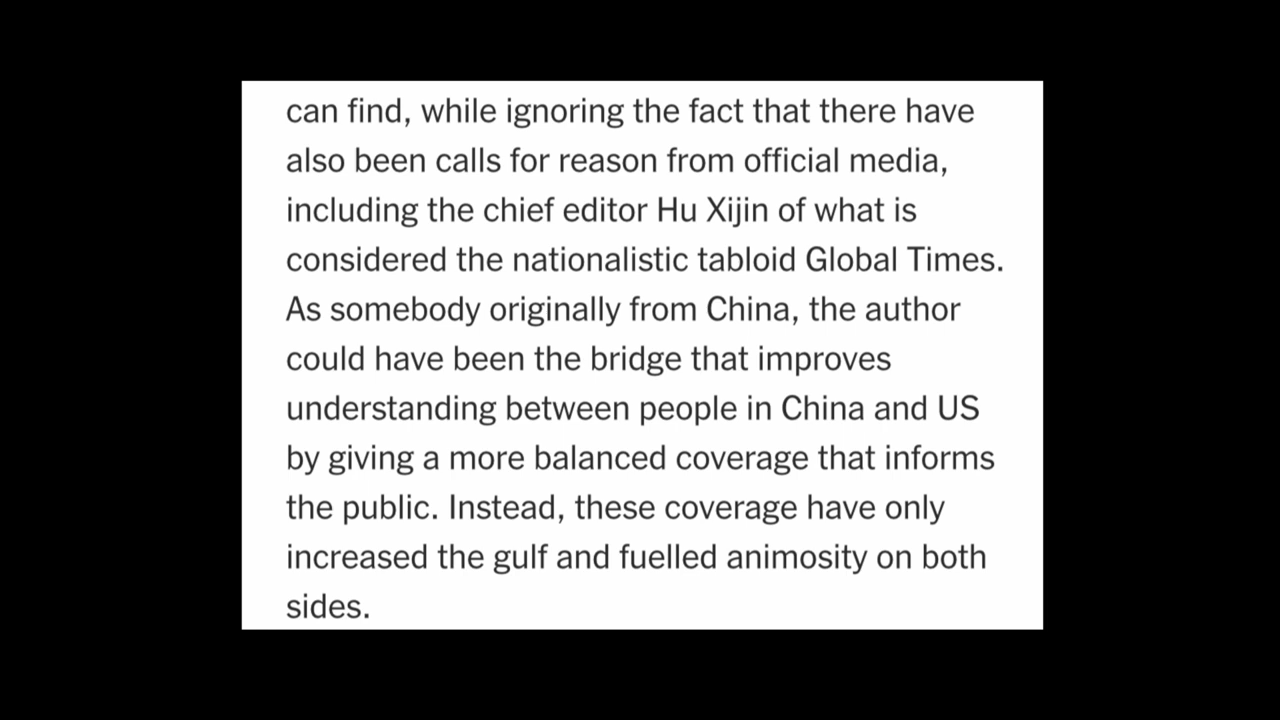 can find, while ignoring the fact that there have
also been calls for reason from official media,
including the chief editor Hu Xijin of what is
considered the nationalistic tabloid Global Times.
As somebody originally from China, the author
could have been the bridge that improves
understanding between people in China and US
by giving a more balanced coverage that informs
the public. Instead, these coverage have only
increased the gulf and fuelled animosity on both
sides.